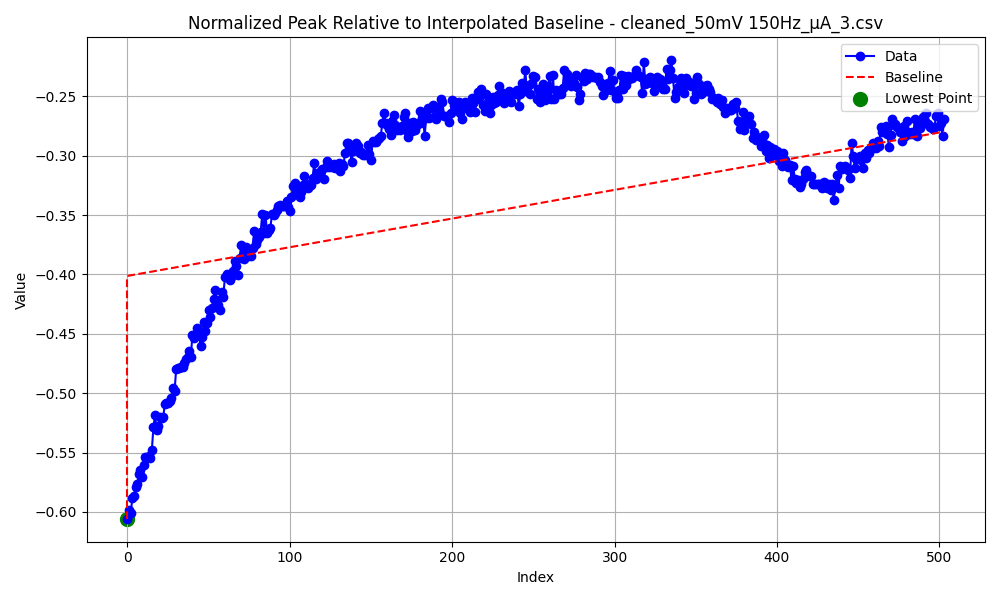 Normalized Peak Relative to Interpolated Baseline - cleaned_50mV 150Hz_μA_3.csv
Data
Baseline
Lowest Point
−0.25
−0.30
−0.35
−0.40
−0.45
−0.50
−0.55
−0.60
Value
0
100
200
300
400
500
Index